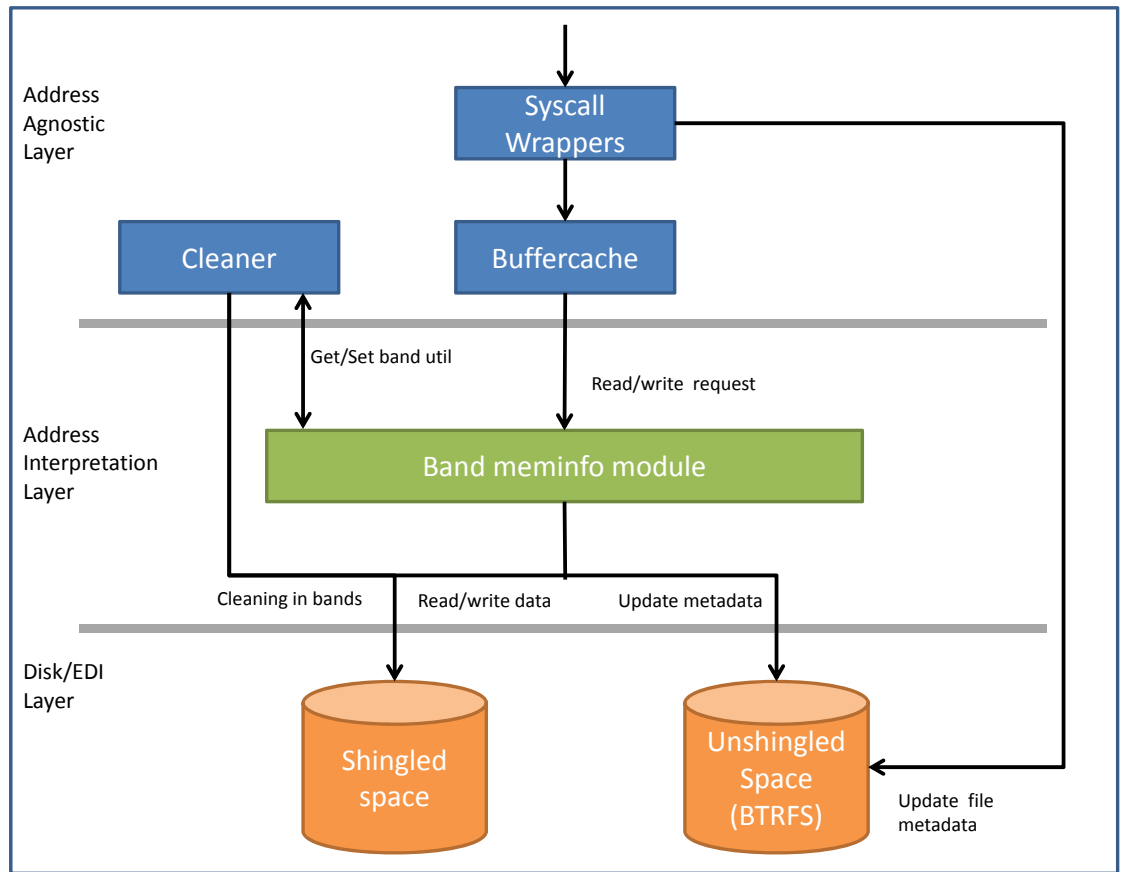 Address
Agnostic
Layer
Syscall
Wrappers
Cleaner
Buffercache
Get/Set band util
Read/write request
Address
Interpretation
Layer
Band meminfo module
Cleaning in bands
Read/write data
Update metadata
Disk/EDI
Layer
Shingled
space
Unshingled
Space
(BTRFS)
Update file
metadata